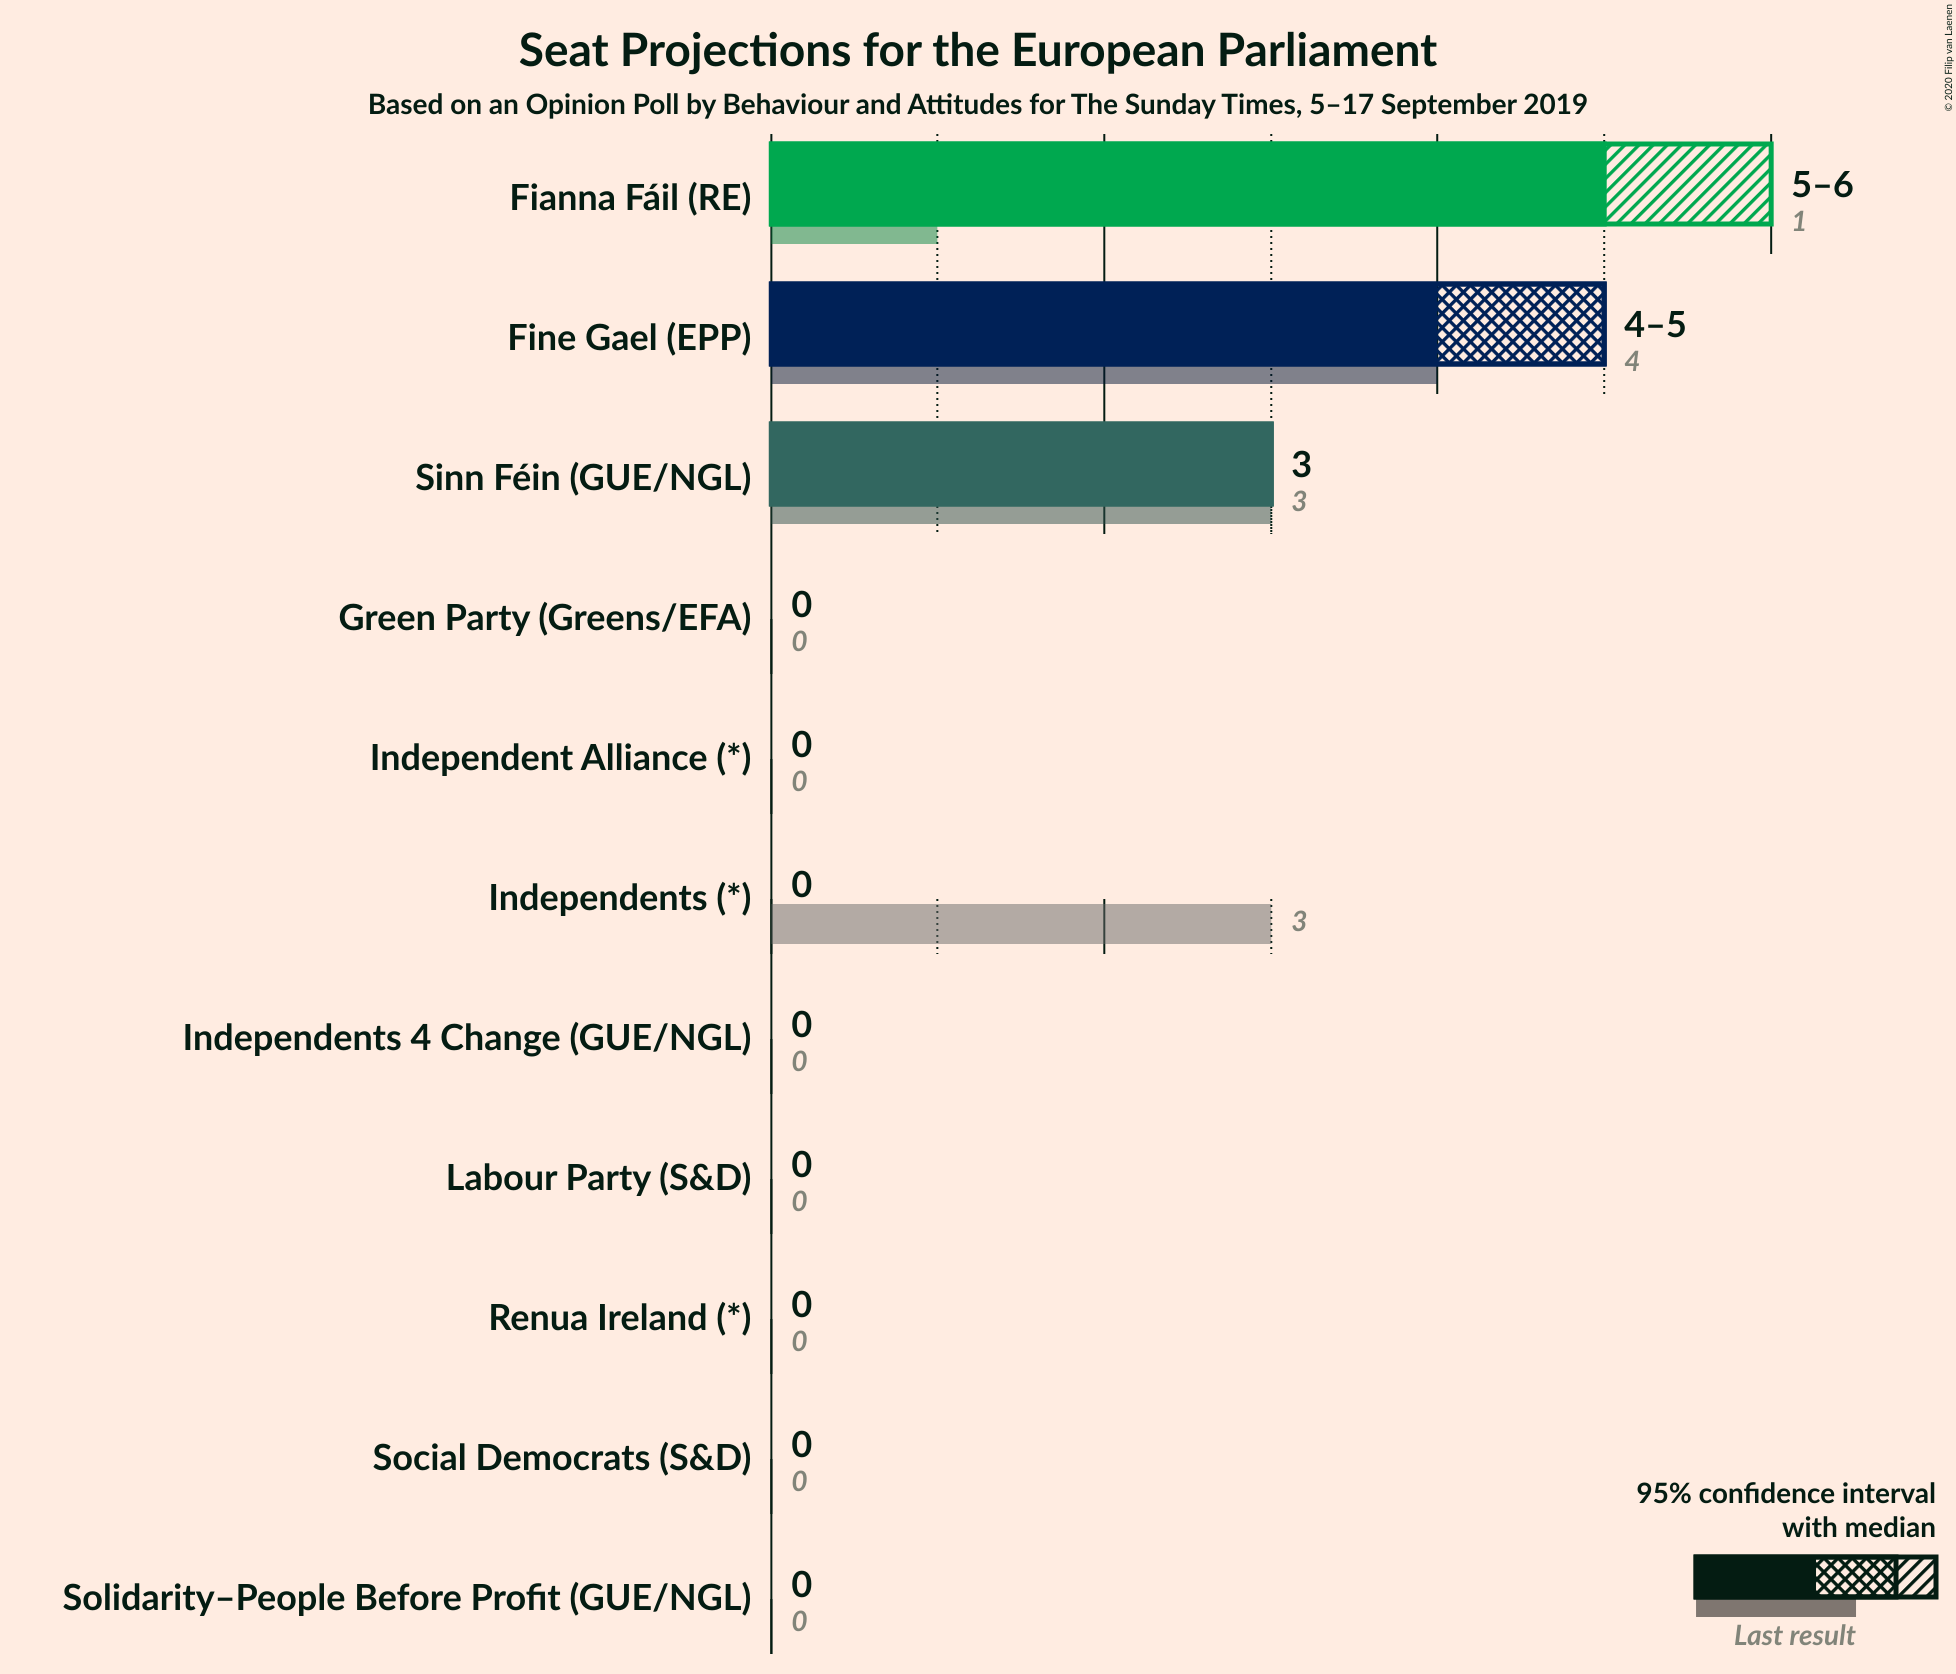 Seat Projections for the European Parliament
Based on an Opinion Poll by Behaviour and Attitudes for The Sunday Times, 5–17 September 2019
© 2020 Filip van Laenen
Fianna Fáil (RE)
5–6
1
Fine Gael (EPP)
4–5
4
Sinn Féin (GUE/NGL)
3
3
Green Party (Greens/EFA)
0
0
Independent Alliance (*)
0
0
Independents (*)
0
3
Independents 4 Change (GUE/NGL)
0
0
Labour Party (S&D)
0
0
Renua Ireland (*)
0
0
Social Democrats (S&D)
0
0
Solidarity–People Before Profit (GUE/NGL)
0
0
95% confidence interval
with median
Last result